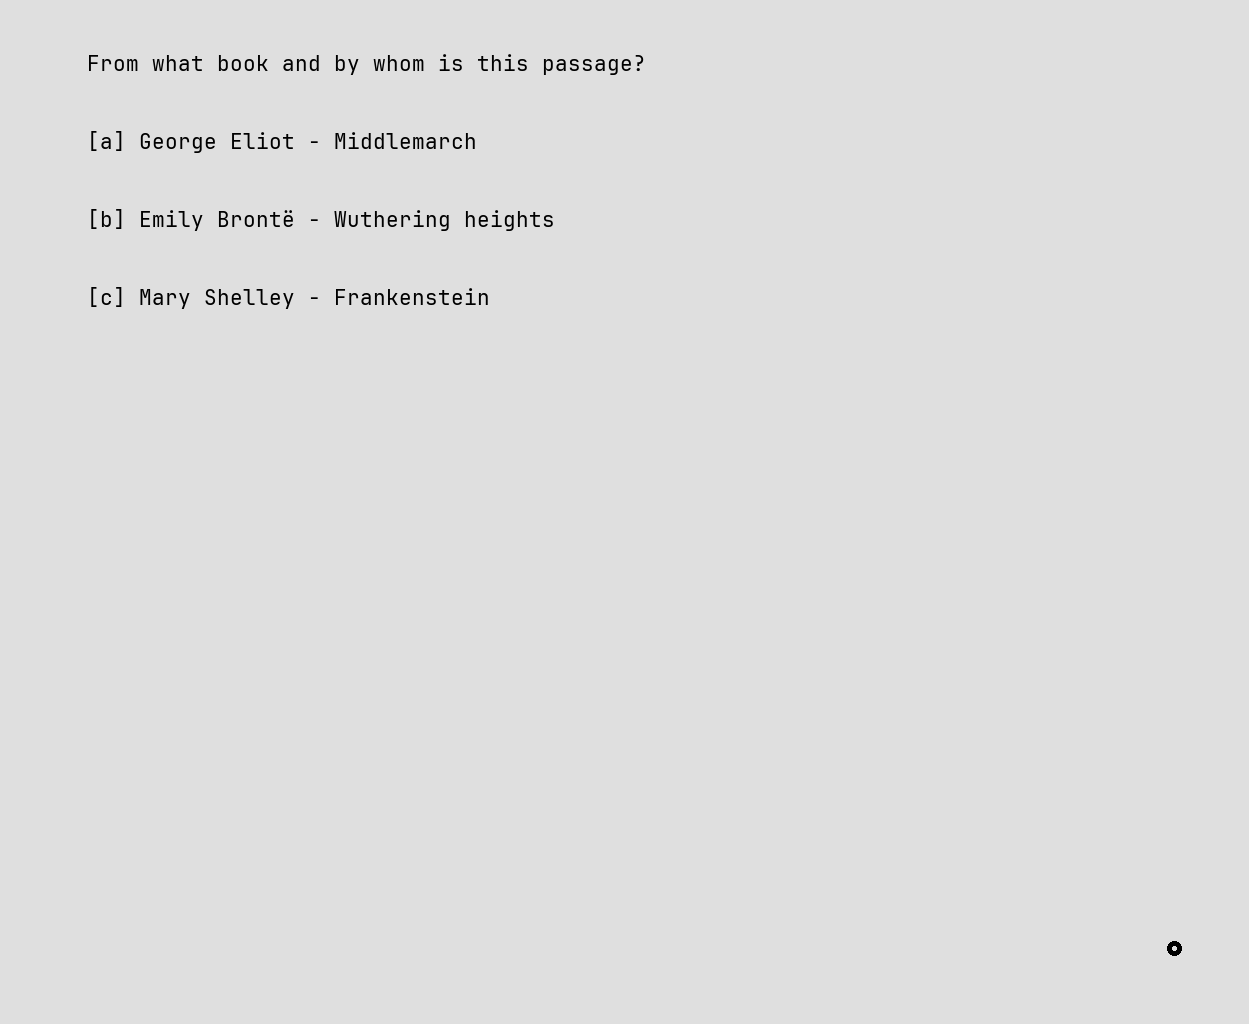 From what book and by whom is this passage?
[a] George Eliot - Middlemarch
[b] Emily Brontë - Wuthering heights
[c] Mary Shelley - Frankenstein